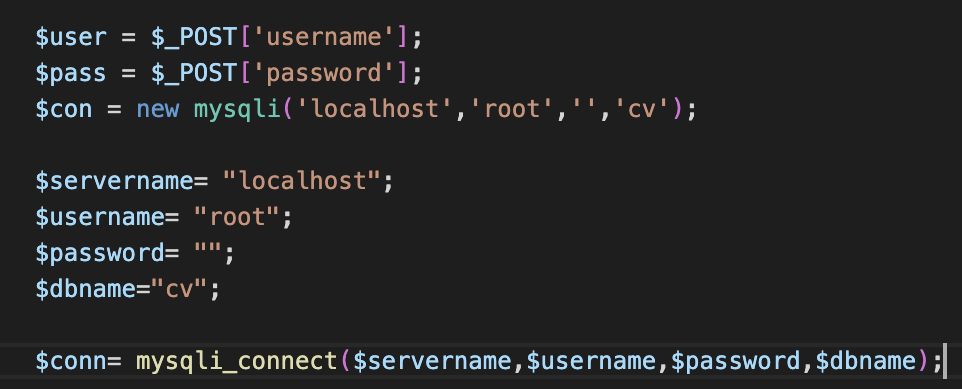 $user = $_POST['username'];
$pass = $_POST['password'];
$con = new mysqli('localhost','root','','cv');
$servername= "localhost";
$username= "root";
$password= "";
$dbname="cv";
$conn= mysqli_connect($servername,$username,$password,$dbname);